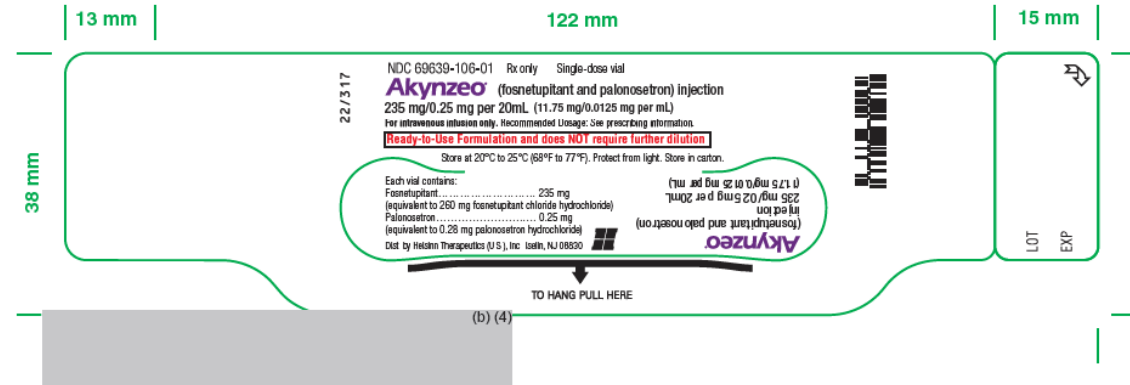 13 mm
122 mm
15 mm
38 mm
22/317
NDC 69639-106-01 Rx only Single-dose vial
Akynzeo® (fosnetupitant and palonosetron) injection
235 mg/0.25 mg per 20mL (11.75 mg/0.0125 mg per mL)
For intravenous infusion only. Recommended Dosage: See prescribing information.
Ready-to-Use Formulation and does NOT require further dilution
Store at 20°C to 25°C (68°F to 77°F). Protect from light. Store in carton.
Each vial contains:
Fosnetupitant.............................235 mg
(equivalent to 260 mg fosnetupitant chloride hydrochloride)
Palonosetron.............................0.25 mg
(equivalent to 0.28 mg palonosetron hydrochloride)
Dist by Helsinn Therapeutics (U S ), Inc Iselin, NJ 08830
Akynzeo®
(fosnetupitant and palonosetron)
injection
235 mg/0.25 mg per 20mL
(11.75 mg/0.0125 mg per mL)
TO HANG PULL HERE
LOT
EXP
(b) (4)